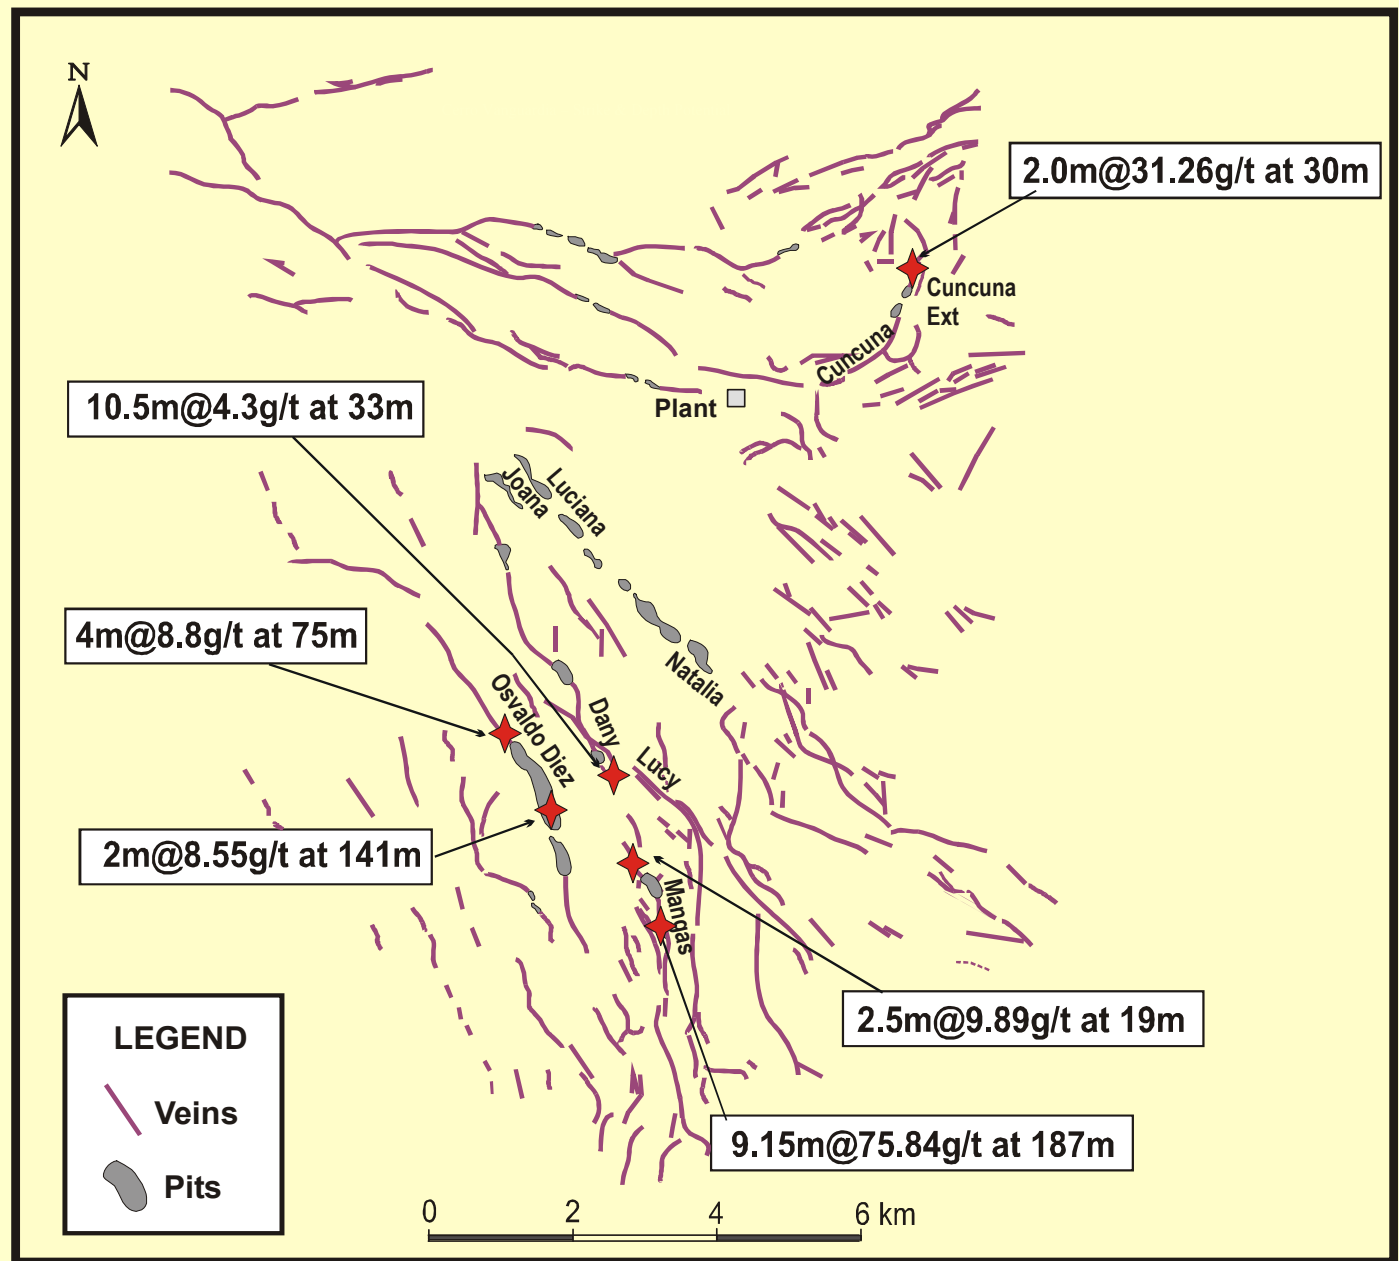 N
2.0m@31.26g/t at 30m
Cuncuna
Ext
Cuncuna
10.5m@4.3g/t at 33m
Plant
Joana
Luciana
4m@8.8g/t at 75m
Natalia
Osvaldo Diez
Dany
Lucy
2m@8.55g/t at 141m
Mangas
2.5m@9.89g/t at 19m
LEGEND
Veins
Pits
9.15m@75.84g/t at 187m
0 2 4 6 km